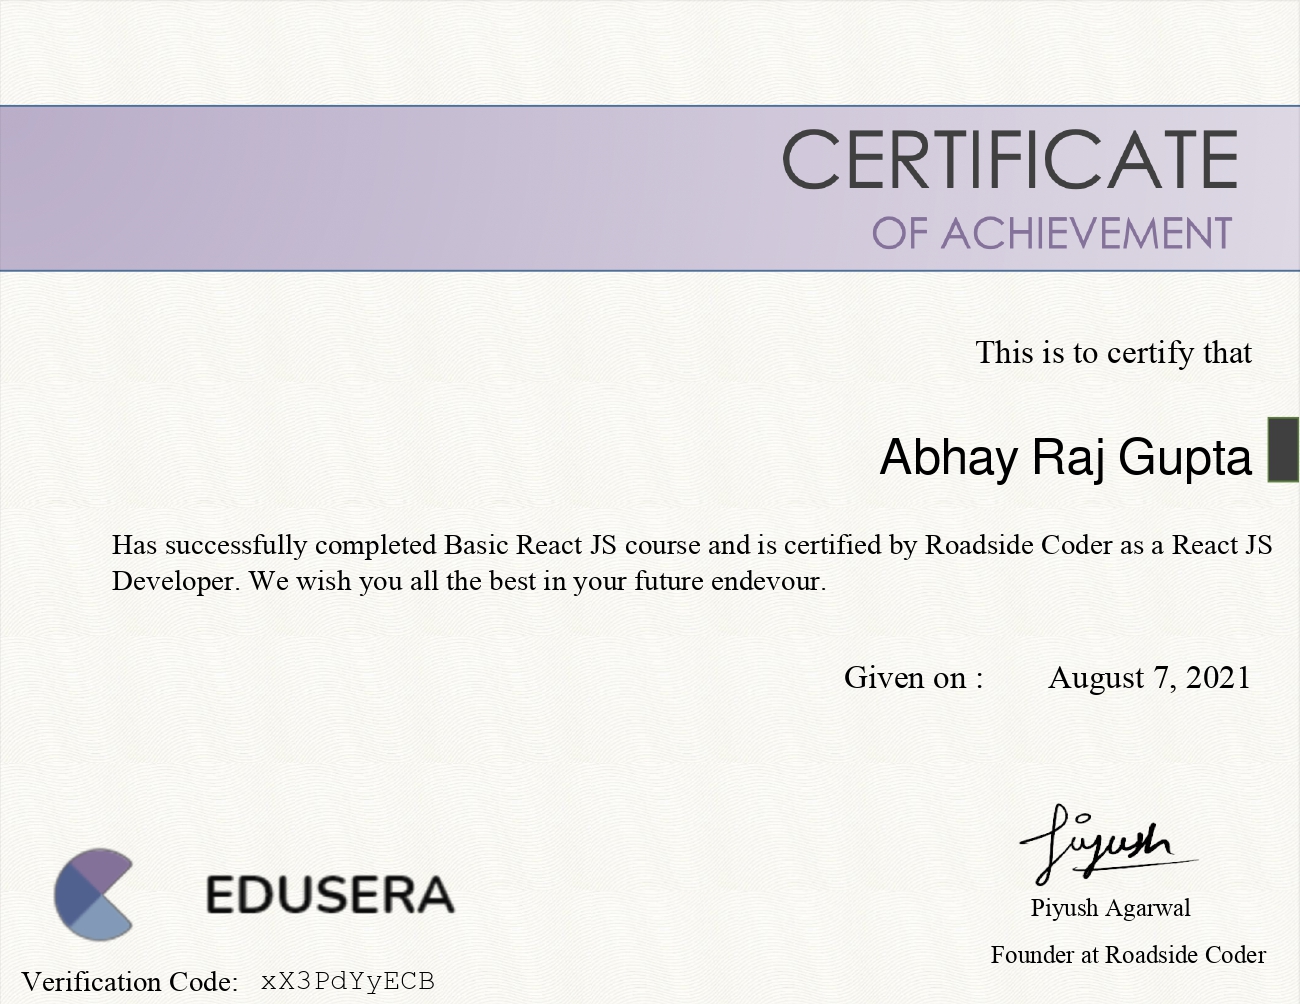 CERTIFICATE
OF ACHIEVEMENT
This is to certify that
Abhay Raj Gupta
Has successfully completed Basic React JS course and is certified by Roadside Coder as a React JS
Developer. We wish you all the best in your future endevour.
Given on : August 7, 2021
Piyush
EDUSERA
Piyush Agarwal
Founder at Roadside Coder
Verification Code: xX3PdYyECB